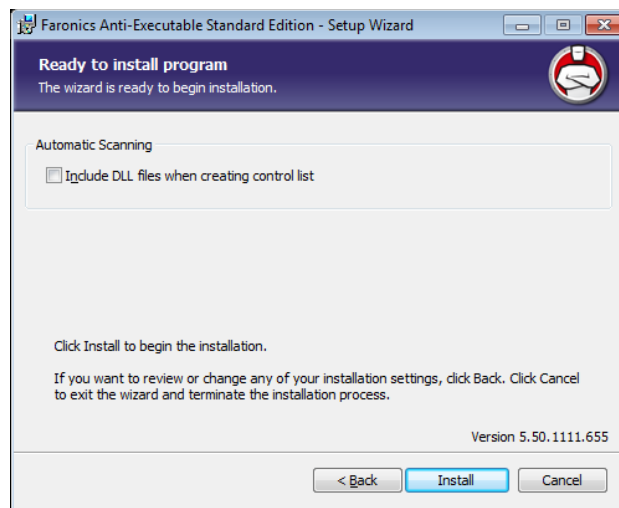 Faronics Anti-Executable Standard Edition - Setup Wizard
Ready to install program
The wizard is ready to begin installation.
Automatic Scanning
Include DLL files when creating control list
Click Install to begin the installation.
If you want to review or change any of your installation settings, click Back. Click Cancel
to exit the wizard and terminate the installation process.
Version 5.50.1111.655
< Back
Install
Cancel